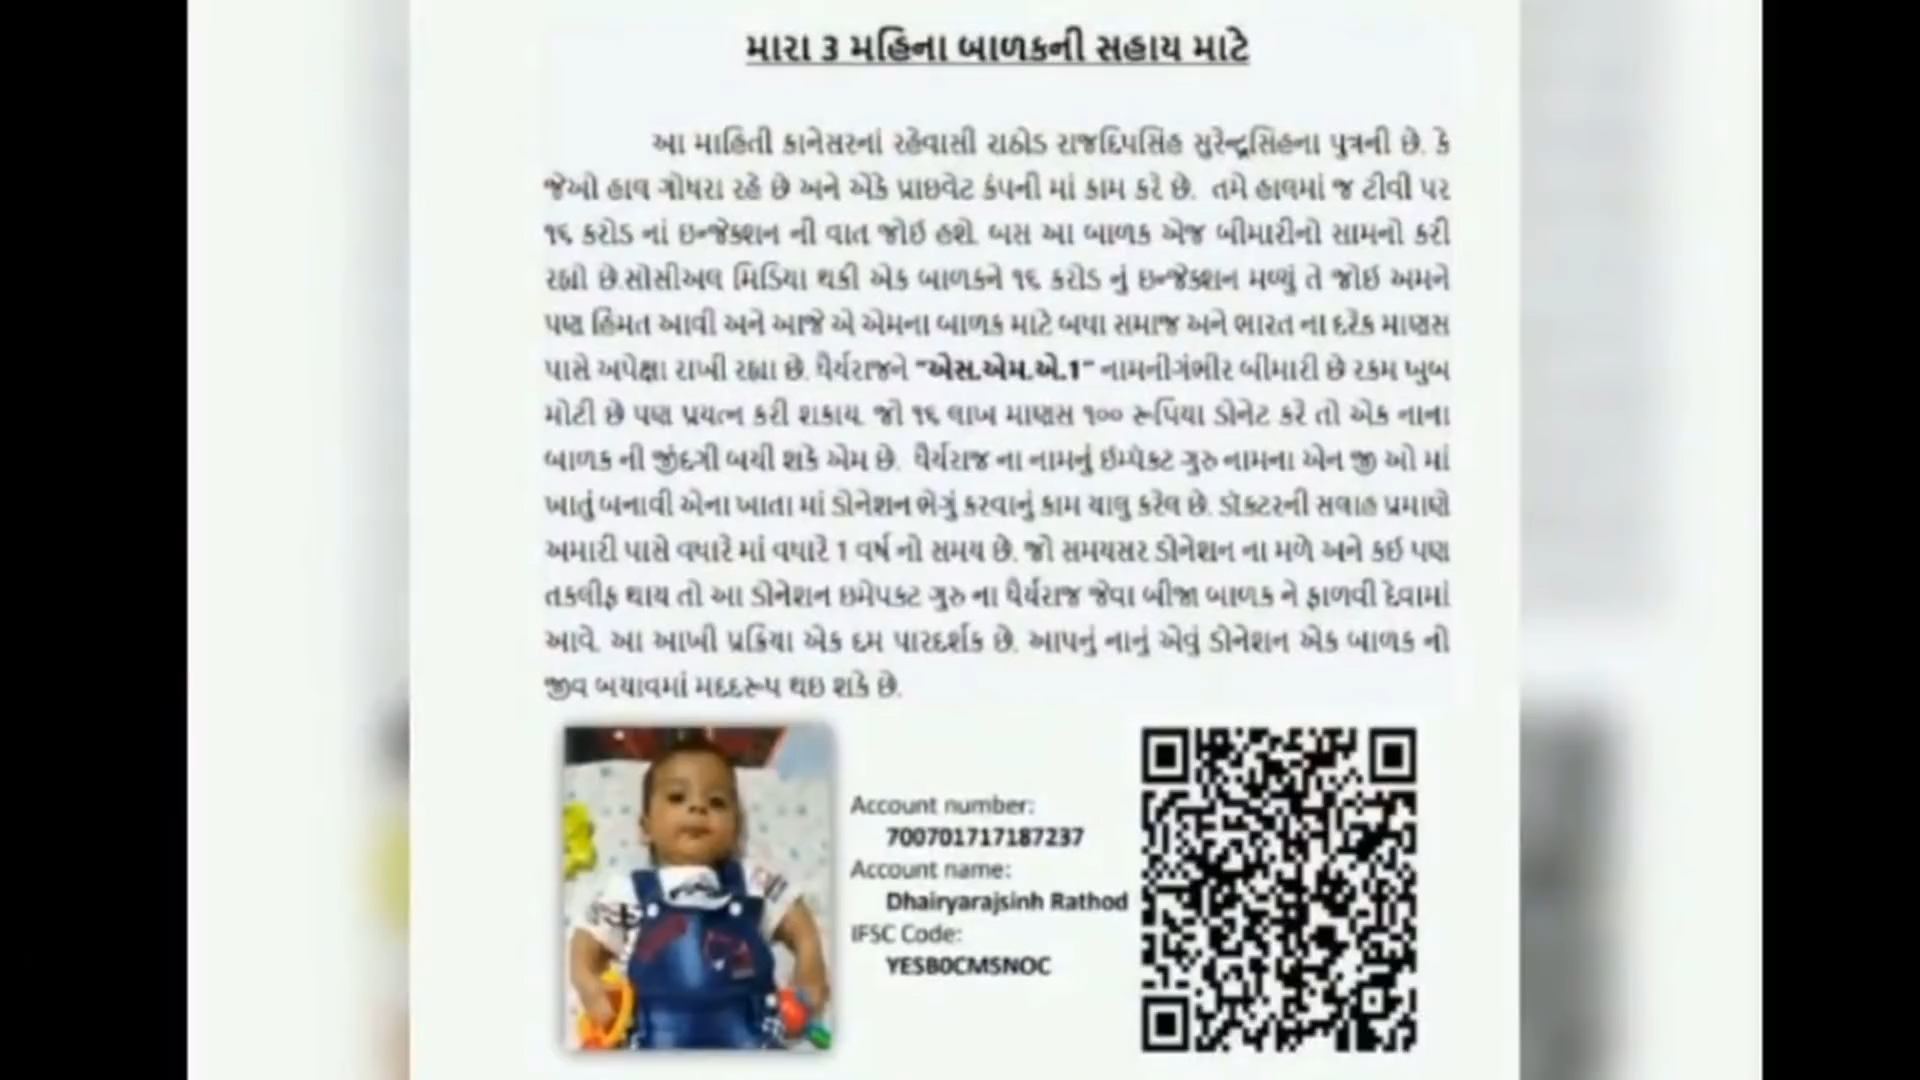 મારા 3 મહિના બાળકની સહાય માટે
આ માહિતી કાનેસરનાં રહેવાસી રાઠોડ રાજદિપસિંહ સુરેન્દ્રસિંહના પુત્રની છે. કે
જેઓ હાલ ગોધરા રહે છે અને એક પ્રાઇવેટ કંપની માં કામ કરે છે. તમે હાલમાં જ ટીવી પર
૧૬ કરોડ નાં ઇન્જેક્શન ની વાત જોઇ હશે. બસ આ બાળક એજ બીમારીનો સામનો કરી
રહ્યો છે.સોસીઅલ મિડિયા થકી એક બાળકને ૧૬ કરોડ નું ઇન્જેક્શન મળ્યું તે જોઇ અમને
પણ હિંમત આવી અને આજે એ એમના બાળક માટે બધા સમાજ અને ભારત ના દરેક માણસ
પાસે અપેક્ષા રાખી રહ્યા છે. ધૈર્યરાજને "એસ.એમ.એ.1" નામનીગંભીર બીમારી છે રકમ ખુબ
મોટી છે પણ પ્રયત્ન કરી શકાય. જો ૧૬ લાખ માણસ ૧૦૦ રૂપિયા ડોનેટ કરે તો એક નાના
બાળક ની જીંદગી બચી શકે એમ છે. ધૈર્યરાજ ના નામનું ઇમ્પેક્ટ ગુરુ નામના એન જી ઓ માં
ખાતું બનાવી એના ખાતા માં ડોનેશન ભેગું કરવાનું કામ ચાલુ કરેલ છે. ડૉક્ટરની સલાહ પ્રમાણે
અમારી પાસે વધારે માં વધારે 1 વર્ષ નો સમય છે. જો સમયસર ડોનેશન ના મળે અને કઇ પણ
તકલીફ થાય તો આ ડોનેશન ઇમેપક્ટ ગુરુ ના ધૈર્યરાજ જેવા બીજા બાળક ને ફાળવી દેવામાં
આવે. આ આખી પ્રક્રિયા એક દમ પારદર્શક છે. આપનું નાનું એવું ડોનેશન એક બાળક નો
જીવ બચાવમાં મદદરૂપ થઇ શકે છે.
Account number:
700701717187237
Account name:
Dhairyarajsinh Rathod
IFSC Code:
YESB0CMSNOC